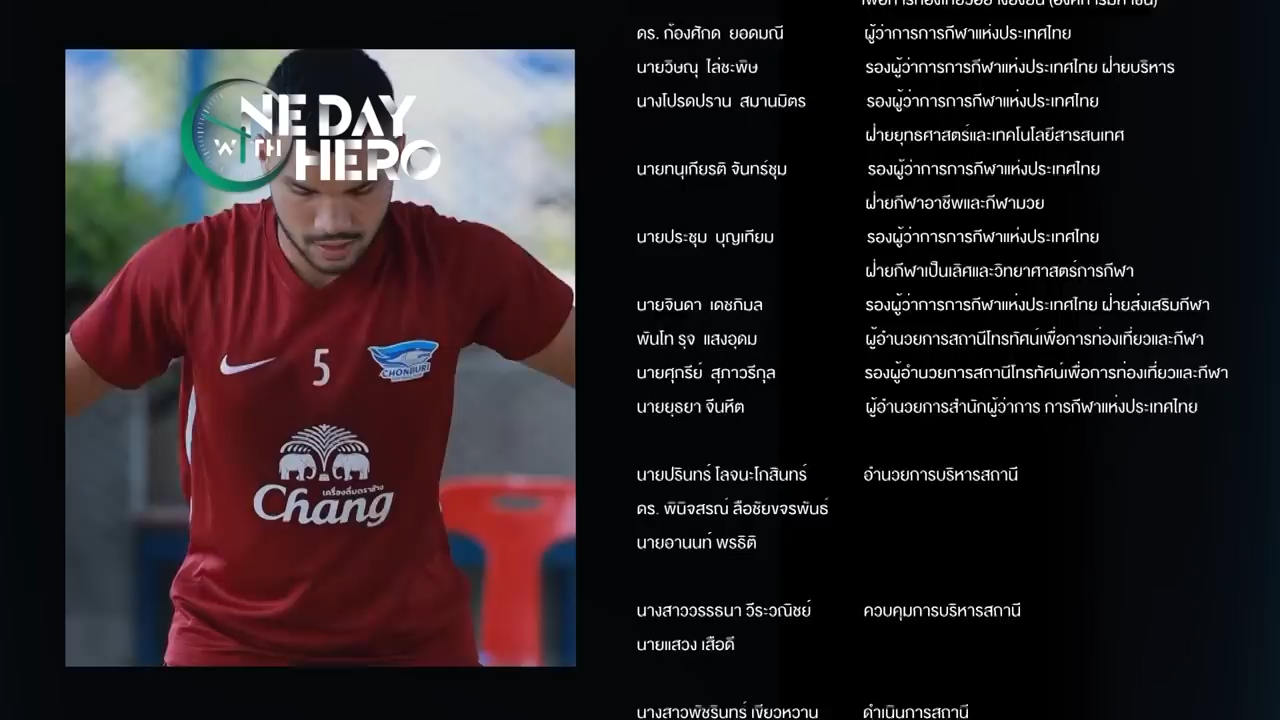 ONE DAY
WITH
HERO
5
CHONBURI
เครื่องดื่มตราช้าง
Chang
เพื่อการท่องเที่ยวอย่างยั่งยืน (องค์การมหาชน)
ดร. ก้องศักด ยอดมณี ผู้ว่าการการกีฬาแห่งประเทศไทย
นายวิษณุ ไล่ชะพิษ รองผู้ว่าการการกีฬาแห่งประเทศไทย ฝ่ายบริหาร
นางโปรดปราน สมานมิตร รองผู้ว่าการการกีฬาแห่งประเทศไทย
ฝ่ายยุทธศาสตร์และเทคโนโลยีสารสนเทศ
นายทนุเกียรติ จันทร์ชุม รองผู้ว่าการการกีฬาแห่งประเทศไทย
ฝ่ายกีฬาอาชีพและกีฬามวย
นายประชุม บุญเทียม รองผู้ว่าการการกีฬาแห่งประเทศไทย
ฝ่ายกีฬาเป็นเลิศและวิทยาศาสตร์การกีฬา
นายจินดา เดชภิมล รองผู้ว่าการการกีฬาแห่งประเทศไทย ฝ่ายส่งเสริมกีฬา
พันโท รุจ แสงอุดม ผู้อำนวยการสถานีโทรทัศน์เพื่อการท่องเที่ยวและกีฬา
นายศุภรีย์ สุภาวรีกุล รองผู้อำนวยการสถานีโทรทัศน์เพื่อการท่องเที่ยวและกีฬา
นายยุธยา จีนหีต ผู้อำนวยการสำนักผู้ว่าการ การกีฬาแห่งประเทศไทย
นายปรินทร์ โลจนะโกสินทร์ อำนวยการบริหารสถานี
ดร. พินิจสรณ์ ลือชัยขจรพันธ์
นายอานนท์ พรธิติ
นางสาววรรธนา วีระวณิชย์ ควบคุมการบริหารสถานี
นายแสวง เสือดี
นางสาวพัชรินทร์ เขียวหวาน ดำเนินการสถานี